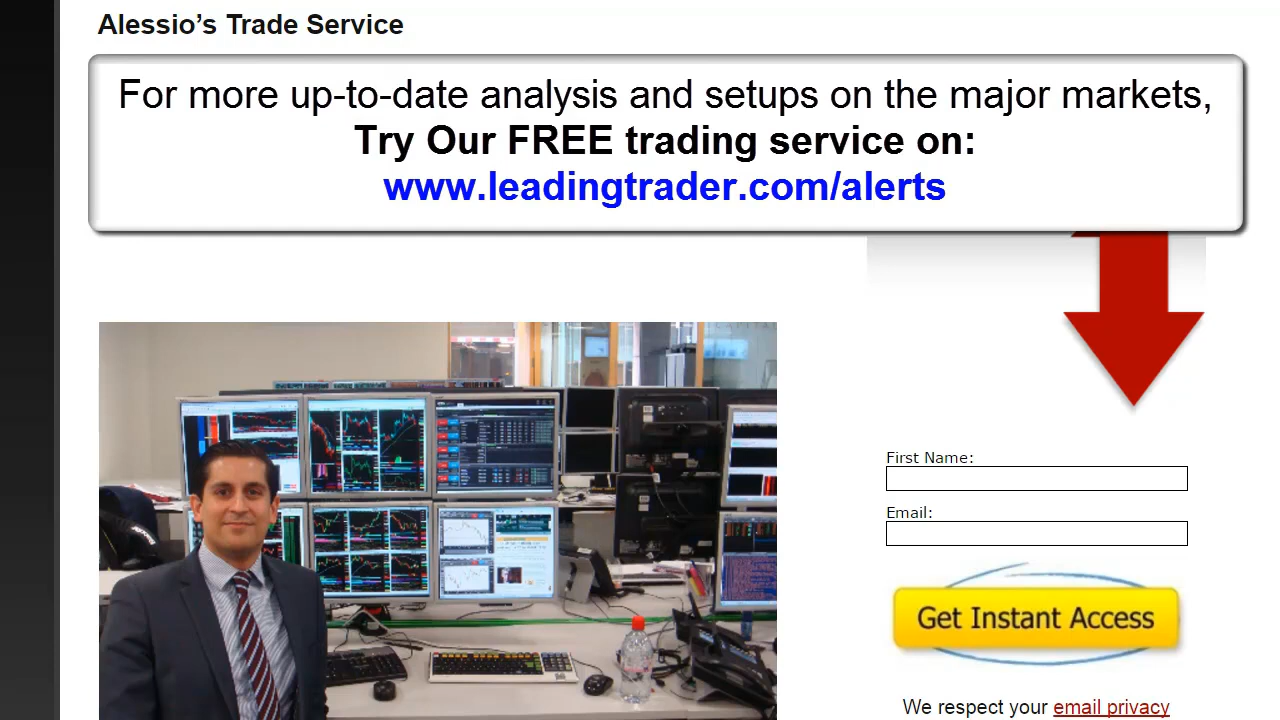 Alessio’s Trade Service
For more up-to-date analysis and setups on the major markets,
Try Our FREE trading service on:
www.leadingtrader.com/alerts
First Name:
Email:
Get Instant Access
We respect your email privacy